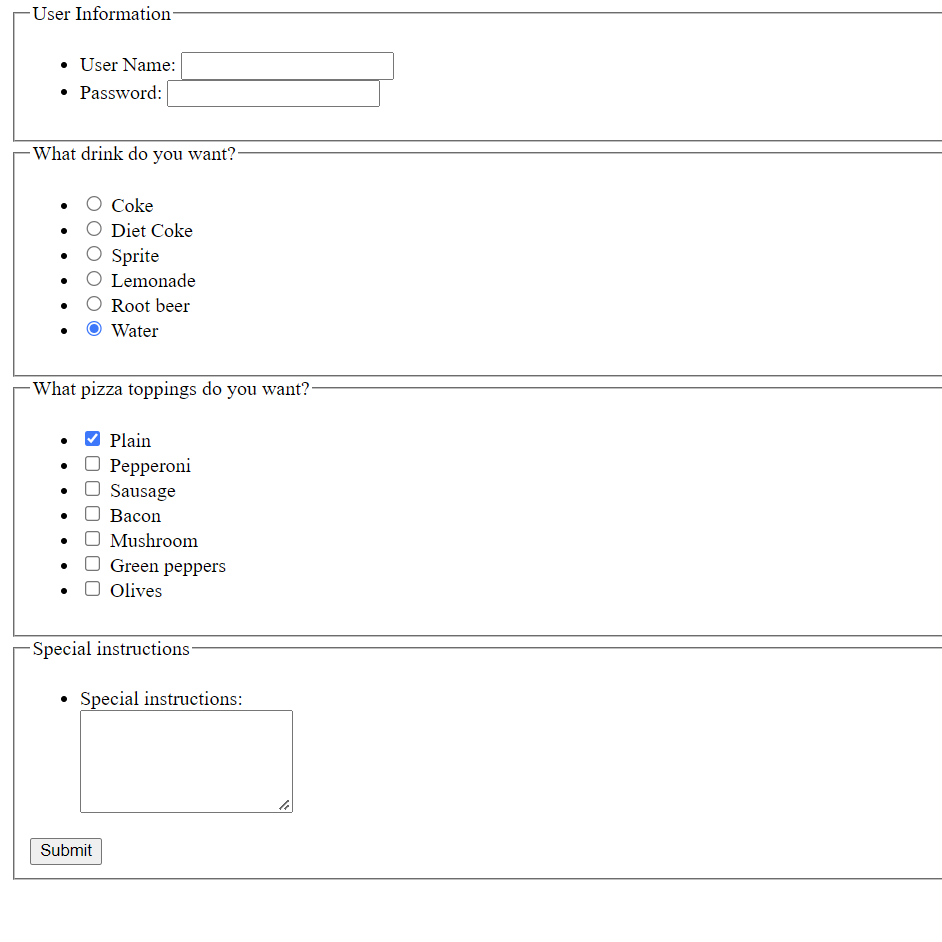 User Information
User Name:
Password:
What drink do you want?
Coke
Diet Coke
Sprite
Lemonade
Root beer
Water
What pizza toppings do you want?
Plain
Pepperoni
Sausage
Bacon
Mushroom
Green peppers
Olives
Special instructions
Special instructions:
Submit